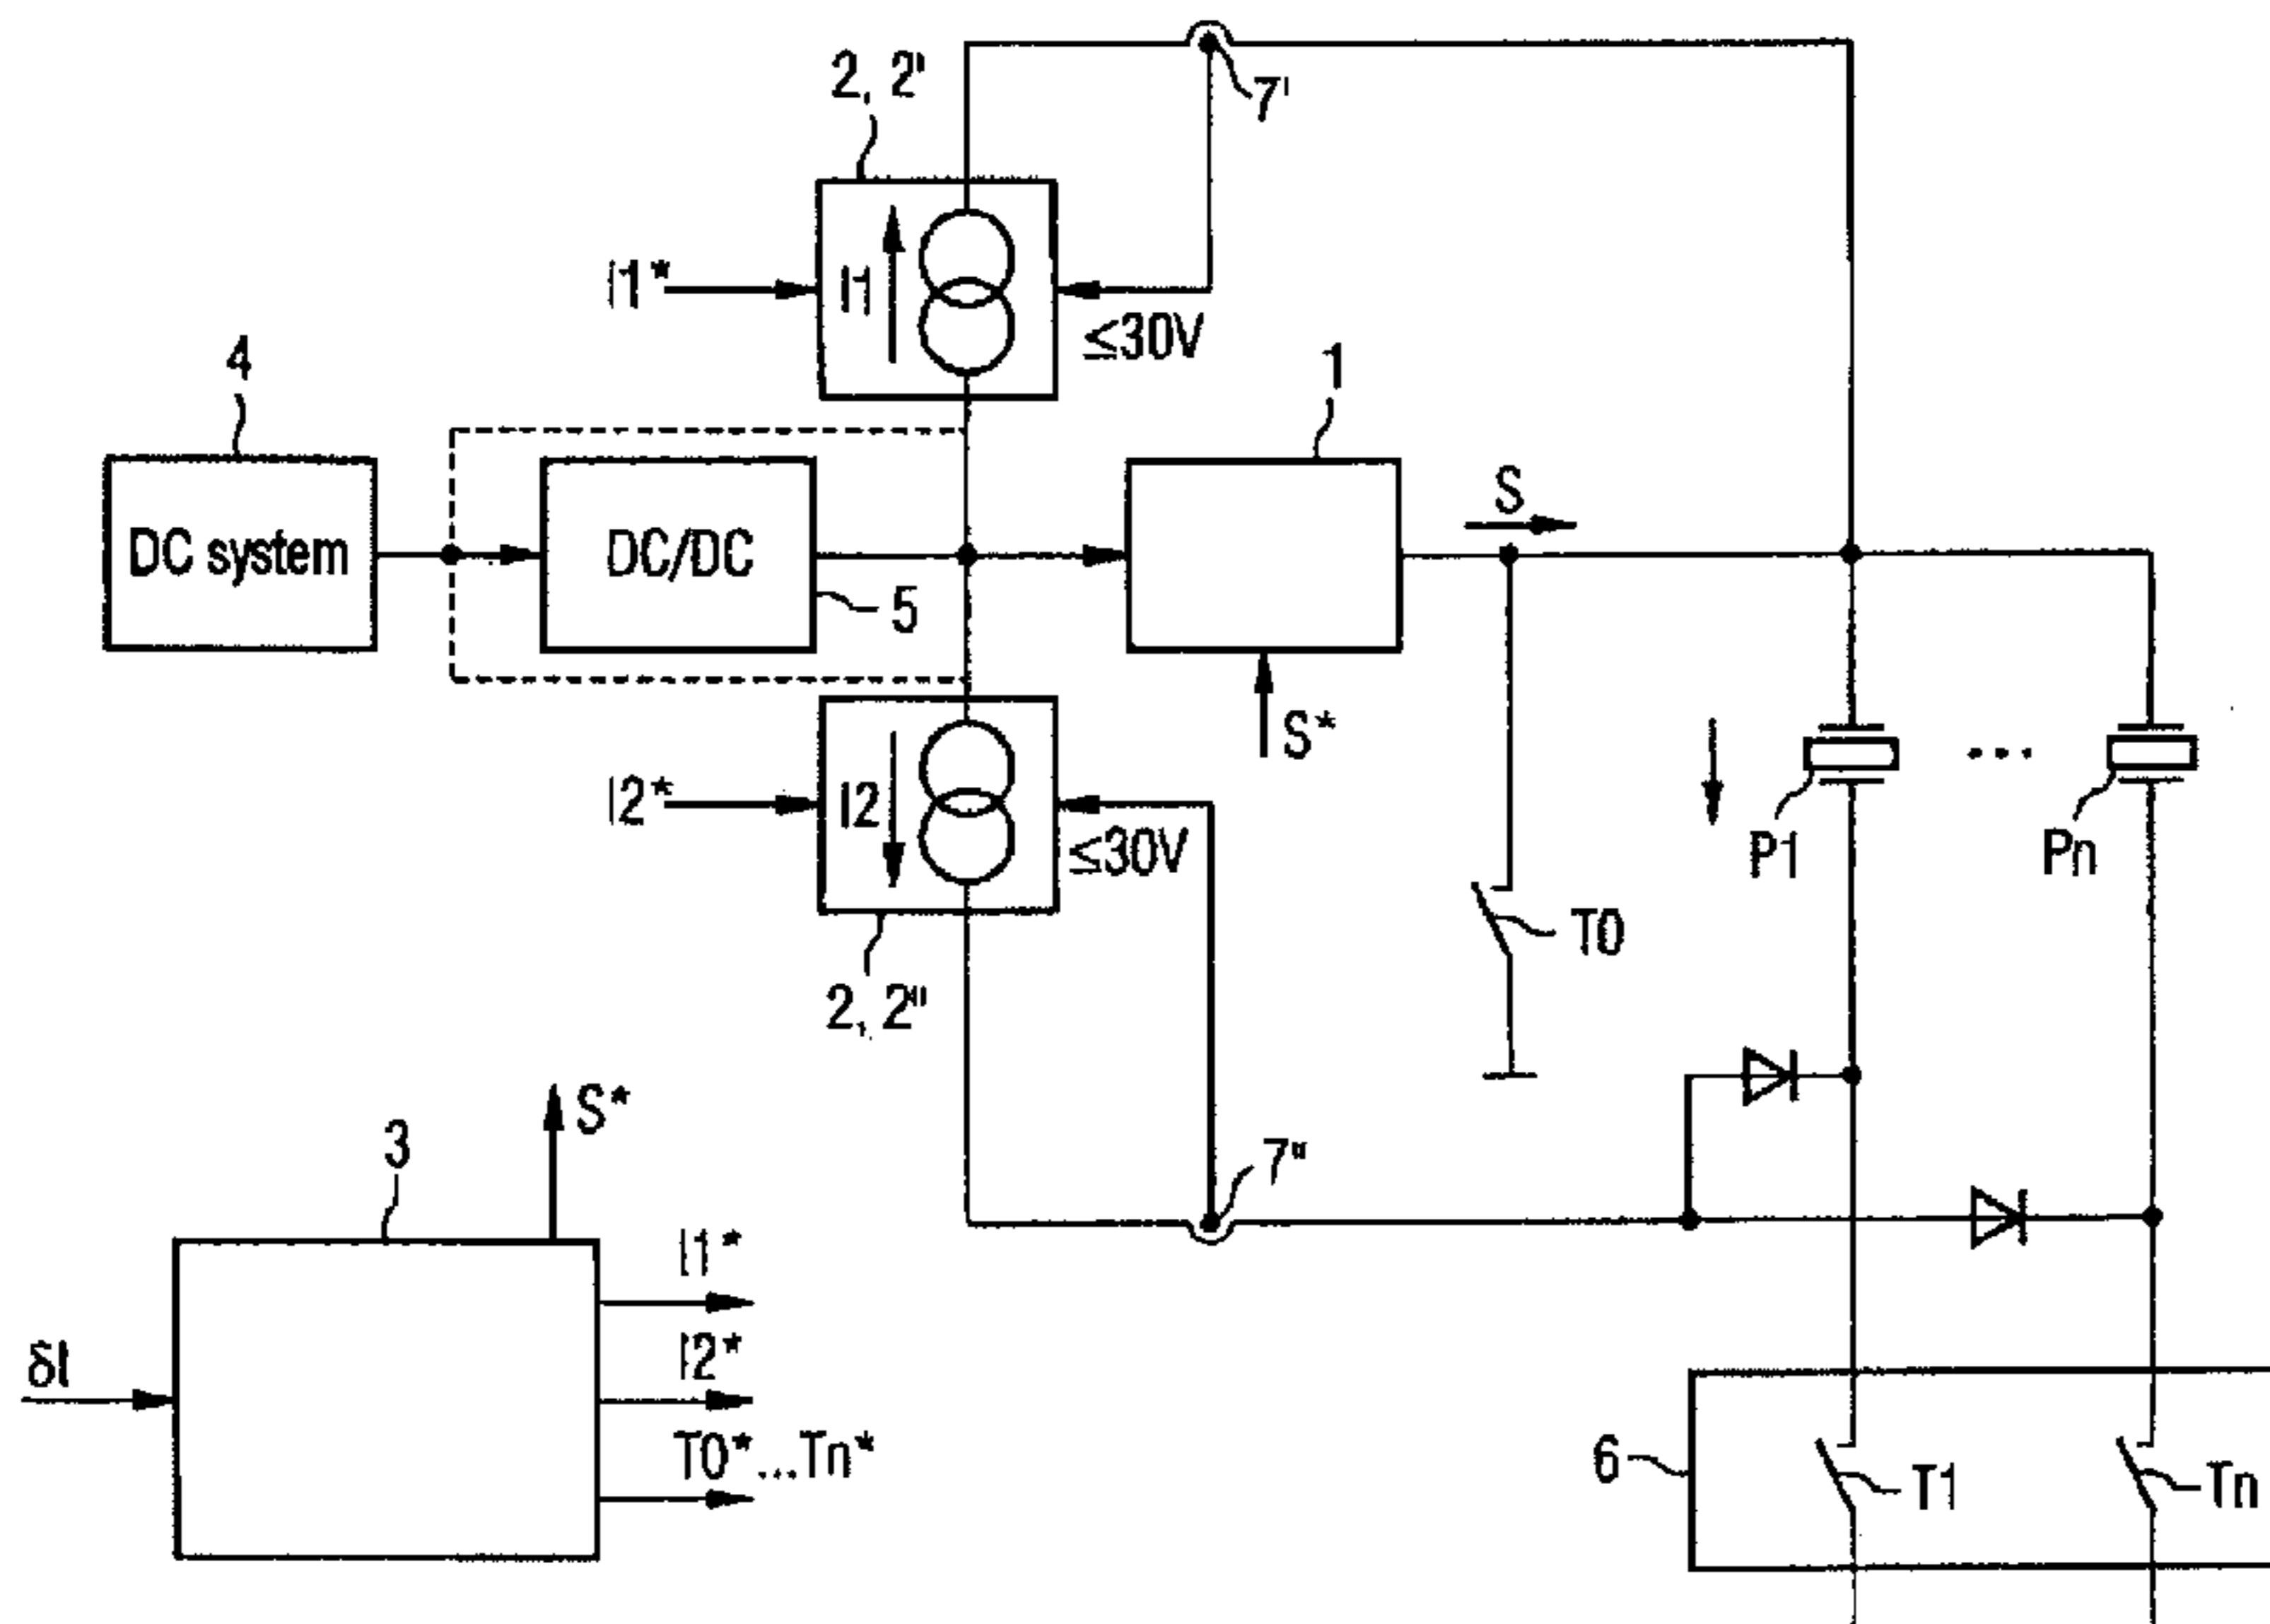 2, 2'
7'
I1*
I1
≤30V
4
1
DC system
DC/DC
S
5
S*
I2*
I2
≤30V
P1
...
Pn
T0
2, 2"
S*
3
7"
I1*
δI
I2*
T0*...Tn*
6
T1
Tn